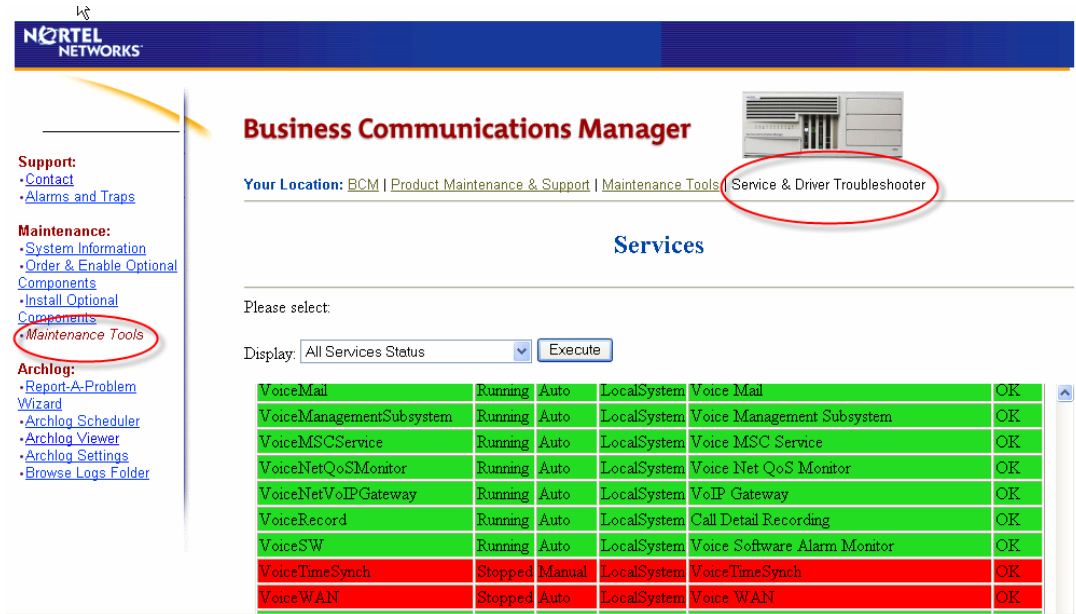 NORTEL
NETWORKS
Support:
•Contact
•Alarms and Traps
Maintenance:
•System Information
•Order & Enable Optional
Components
•Install Optional
Components
•Maintenance Tools
Archlog:
•Report-A-Problem
Wizard
•Archlog Scheduler
•Archlog Viewer
•Archlog Settings
•Browse Logs Folder
Business Communications Manager
Your Location: BCM | Product Maintenance & Support | Maintenance Tools | Service & Driver Troubleshooter
Services
Please select:
Display: All Services Status Execute
VoiceMail Running Auto LocalSystem Voice Mail OK
VoiceManagementSubsystem Running Auto LocalSystem Voice Management Subsystem OK
VoiceMSCService Running Auto LocalSystem Voice MSC Service OK
VoiceNetQoSMonitor Running Auto LocalSystem Voice Net QoS Monitor OK
VoiceNetVoIPGateway Running Auto LocalSystem VoIP Gateway OK
VoiceRecord Running Auto LocalSystem Call Detail Recording OK
VoiceSW Running Auto LocalSystem Voice Software Alarm Monitor OK
VoiceTimeSynch Stopped Manual LocalSystem VoiceTimeSynch OK
VoiceWAN Stopped Auto LocalSystem Voice WAN OK